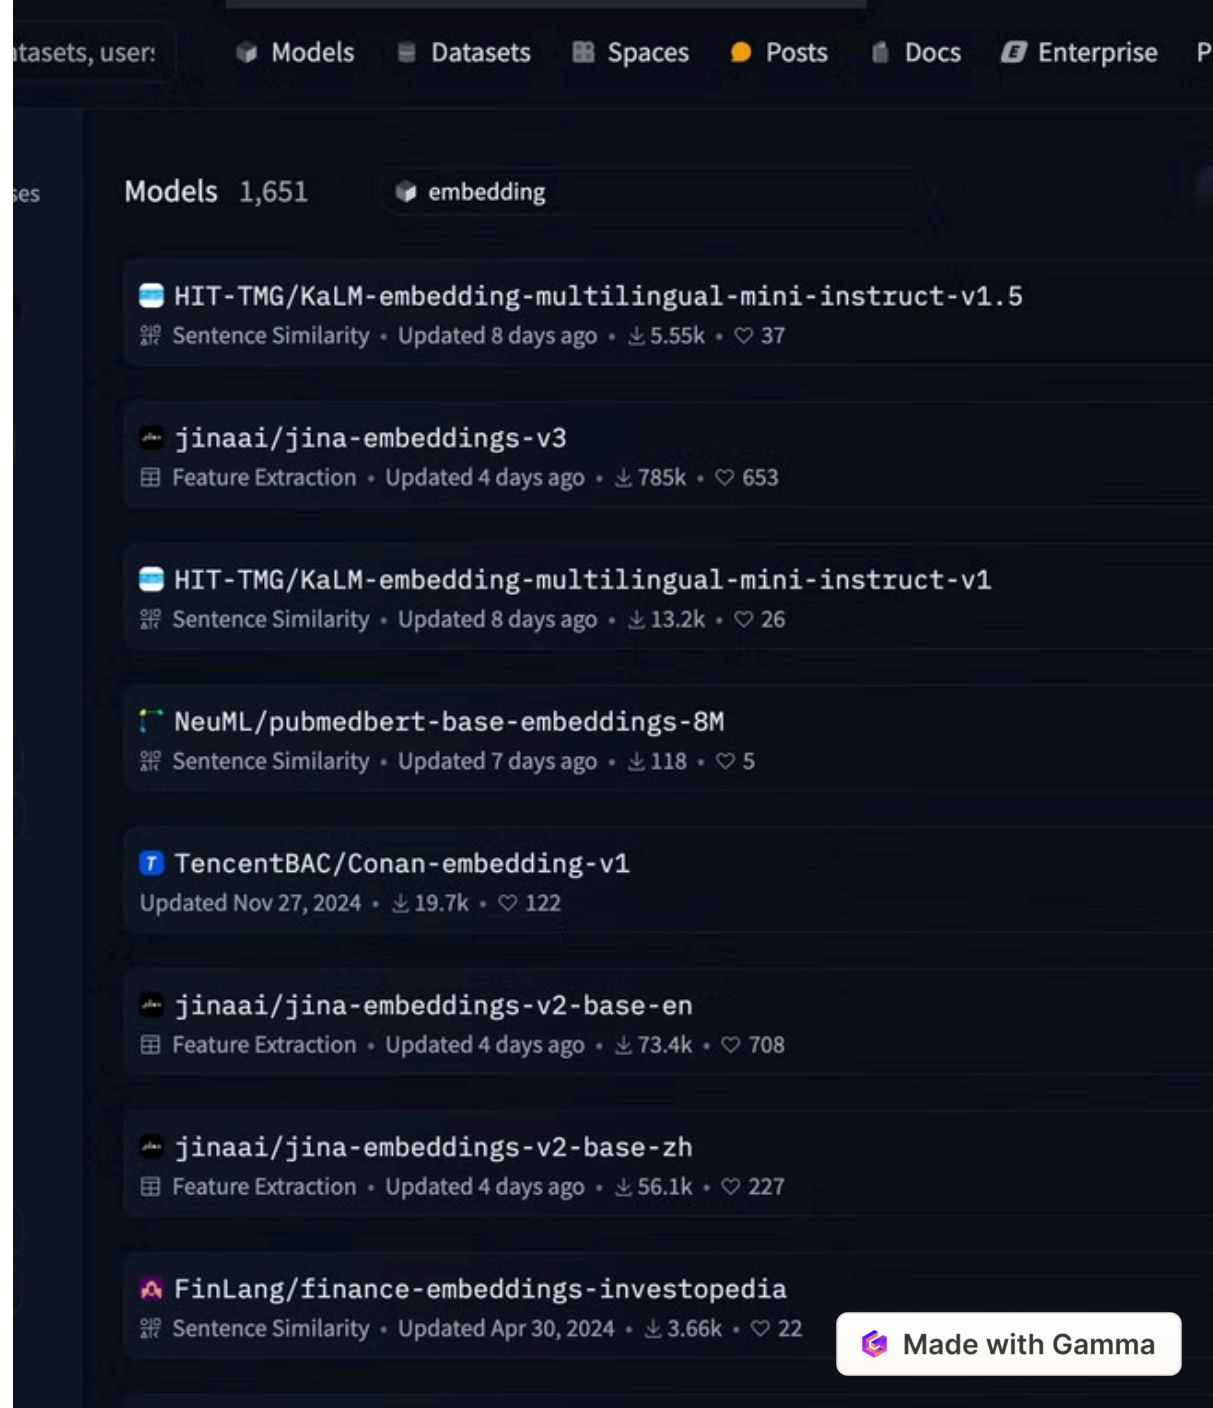 atasets, users
Models Datasets Spaces Posts Docs Enterprise P
ses
Models 1,651 embedding
HIT-TMG/KaLM-embedding-multilingual-mini-instruct-v1.5
Sentence Similarity • Updated 8 days ago • 5.55k • 37
jinaai/jina-embeddings-v3
Feature Extraction • Updated 4 days ago • 785k • 653
HIT-TMG/KaLM-embedding-multilingual-mini-instruct-v1
Sentence Similarity • Updated 8 days ago • 13.2k • 26
NeuML/pubmedbert-base-embeddings-8M
Sentence Similarity • Updated 7 days ago • 118 • 5
TencentBAC/Conan-embedding-v1
Updated Nov 27, 2024 • 19.7k • 122
jinaai/jina-embeddings-v2-base-en
Feature Extraction • Updated 4 days ago • 73.4k • 708
jinaai/jina-embeddings-v2-base-zh
Feature Extraction • Updated 4 days ago • 56.1k • 227
FinLang/finance-embeddings-investopedia
Sentence Similarity • Updated Apr 30, 2024 • 3.66k • 22
Made with Gamma